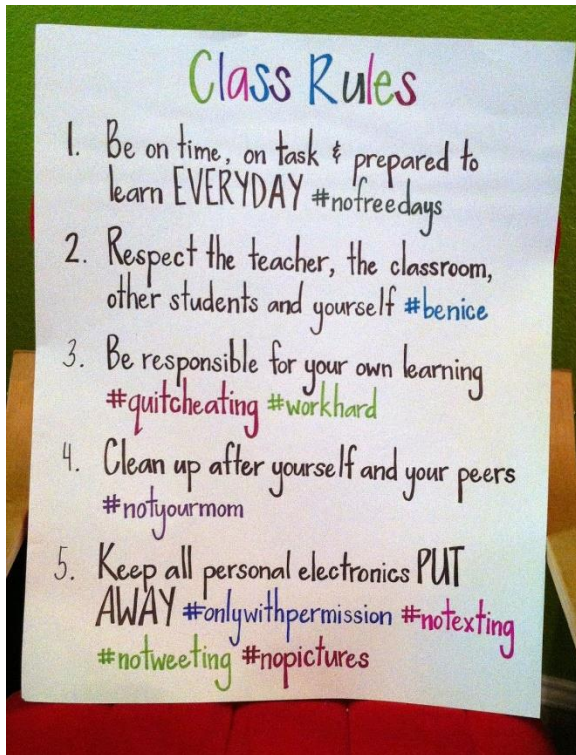 Class Rules
1. Be on time, on task & prepared to
learn EVERYDAY #nofreedays
2. Respect the teacher, the classroom,
other students and yourself #benice
3. Be responsible for your own learning
#quitcheating #workhard
4. Clean up after yourself and your peers
#notyourmom
5. Keep all personal electronics PUT
AWAY #onlywithpermission #notexting
#notweeting #nopictures